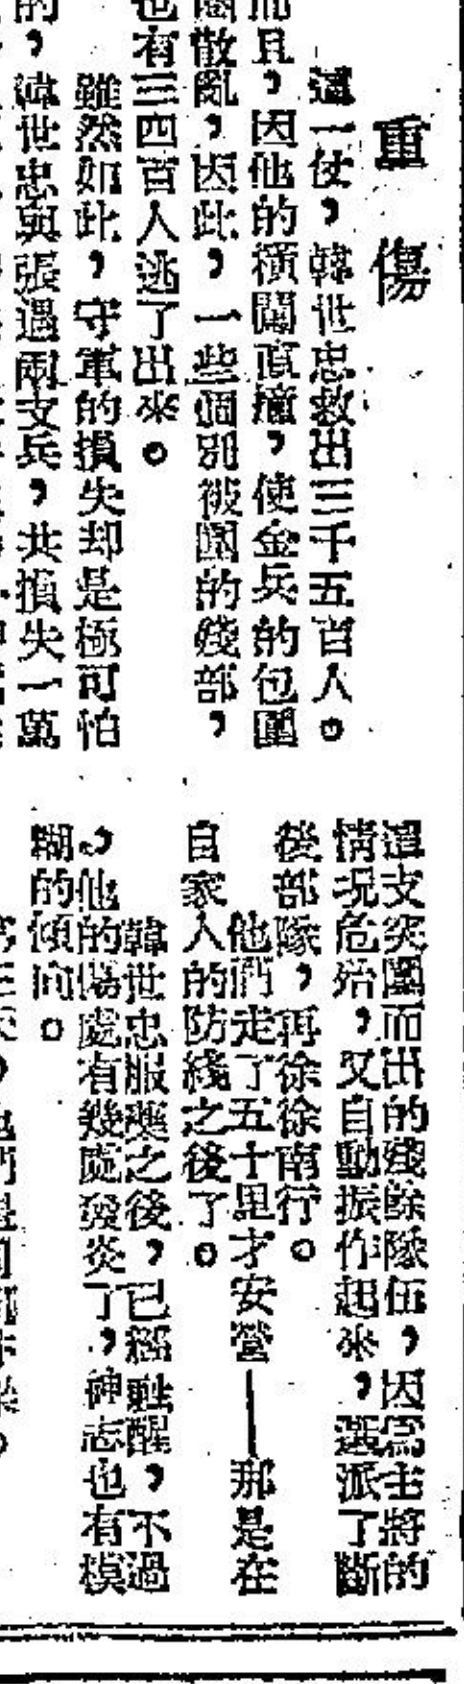 重傷
這一仗，韓世忠救出三千五百人。
而且，因他的橫闖直撞，使金兵的包圍
圈散亂，因此，一些個別被圍的殘部，
也有三四百人逃了出來。
雖然如此，守軍的損失却是極可怕
的，韓世忠與張遇兩支兵，共損失一萬
這支突圍而出的殘餘隊伍，因爲主將的
情况危殆，又自動振作起來，選派了斷
後部隊，再徐徐南行。
他們走了五十里才安營——那是在
自家人的防綫之後了。
韓世忠服藥之後，已經甦醒，不過
，他的傷處有幾處發炎了，神志也有模
糊的傾向。